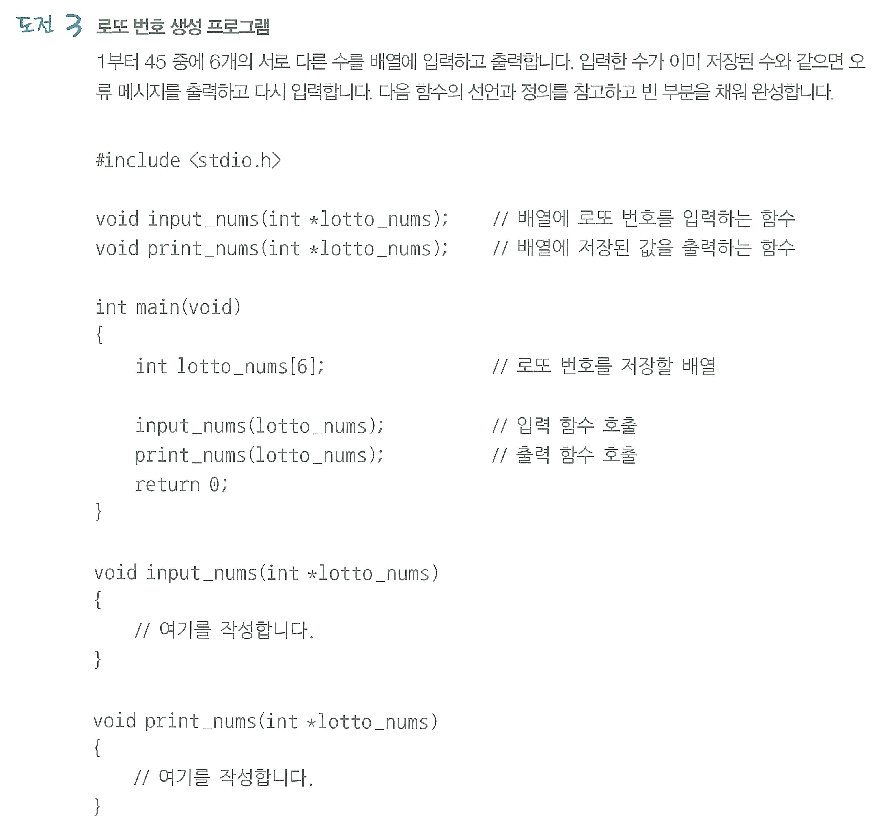 도전 3 로또 번호 생성 프로그램
1부터 45 중에 6개의 서로 다른 수를 배열에 입력하고 출력합니다. 입력한 수가 이미 저장된 수와 같으면 오
류 메시지를 출력하고 다시 입력합니다. 다음 함수의 선언과 정의를 참고하고 빈 부분을 채워 완성합니다.
#include <stdio.h>
void input_nums(int *lotto_nums); // 배열에 로또 번호를 입력하는 함수
void print_nums(int *lotto_nums); // 배열에 저장된 값을 출력하는 함수
int main(void)
{
int lotto_nums[6]; // 로또 번호를 저장할 배열
input_nums(lotto_nums); // 입력 함수 호출
print_nums(lotto_nums); // 출력 함수 호출
return 0;
}
void input_nums(int *lotto_nums)
{
// 여기를 작성합니다.
}
void print_nums(int *lotto_nums)
{
// 여기를 작성합니다.
}